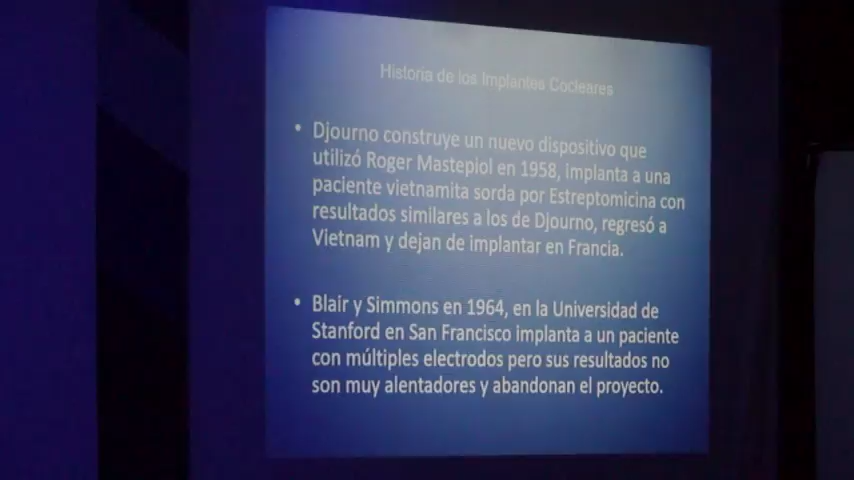 Historia de los Implantes Cocleares
• Djourno construye un nuevo dispositivo que
utilizó Roger Mastepiol en 1958, implanta a una
paciente vietnamita sorda por Estreptomicina con
resultados similares a los de Djourno, regresó a
Vietnam y dejan de implantar en Francia.
• Blair y Simmons en 1964, en la Universidad de
Stanford en San Francisco implanta a un paciente
con múltiples electrodos pero sus resultados no
son muy alentadores y abandonan el proyecto.